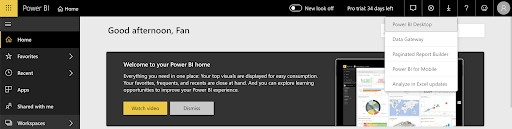 Power BI Home New look off Pro trial: 34 days left
Home
Favorites
Recent
Apps
Shared with me
Workspaces
Good afternoon, Fan
Welcome to your Power BI home
Everything you need in one place: Your top visuals are displayed for easy consumption.
Your favorites, frequents, and recents are close at hand. And you can explore learning
opportunities to improve your Power BI experience.
Watch video Dismiss
Power BI Desktop
Data Gateway
Paginated Report Builder
Power BI for Mobile
Analyze in Excel updates